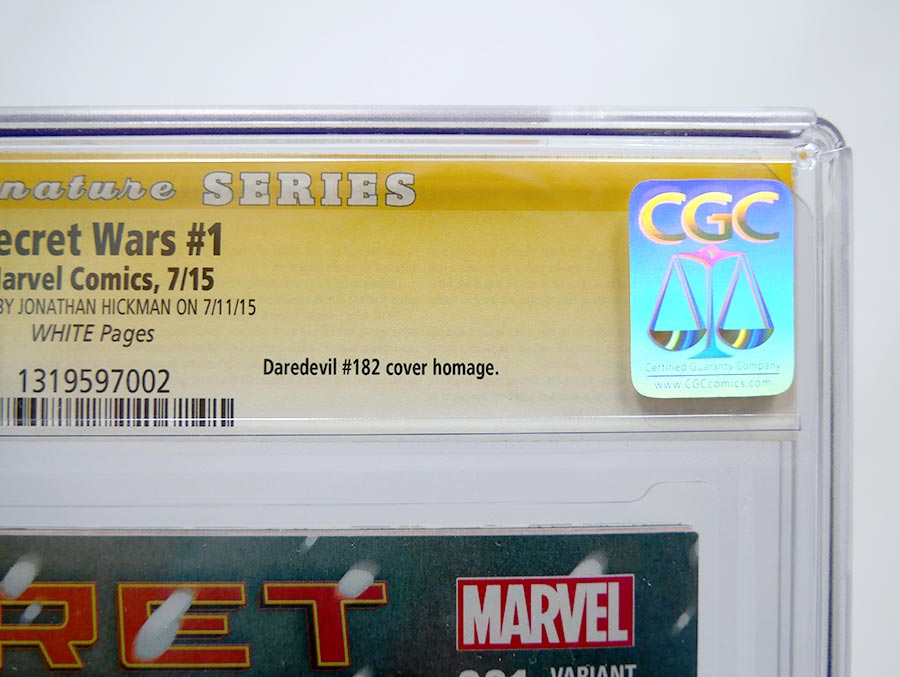 nature SERIES
ecret Wars #1
arvel Comics, 7/15
BY JONATHAN HICKMAN ON 7/11/15
WHITE Pages
Daredevil #182 cover homage.
1319597002
CGC
Certified Guaranty Company
www.CGCcomics.com
RET
MARVEL
001 VARIANT